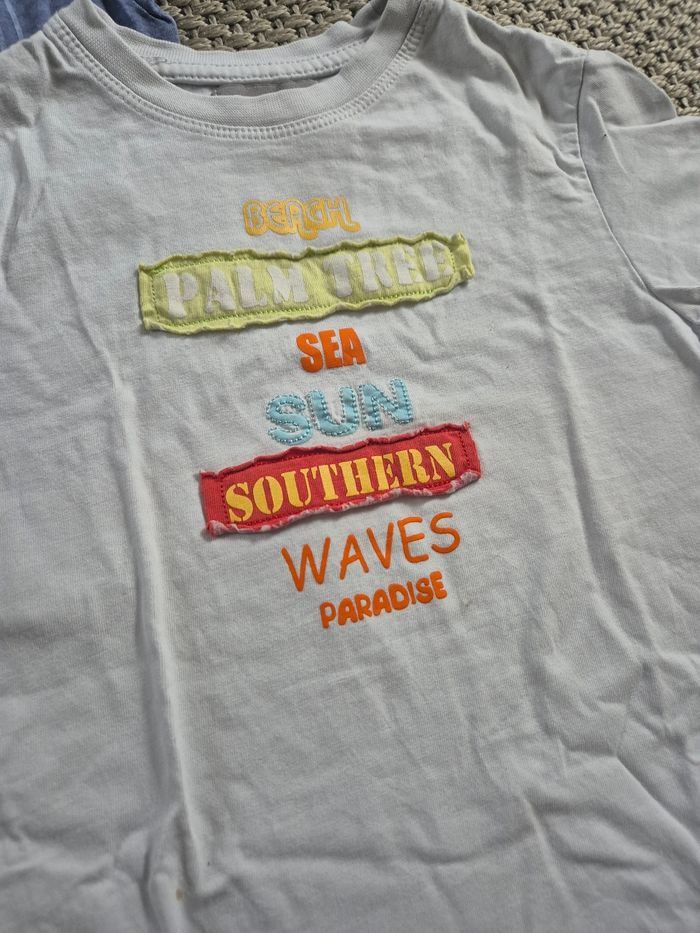 BEACH
PALM TREE
SEA
SUN
SOUTHERN
WAVES
PARADISE